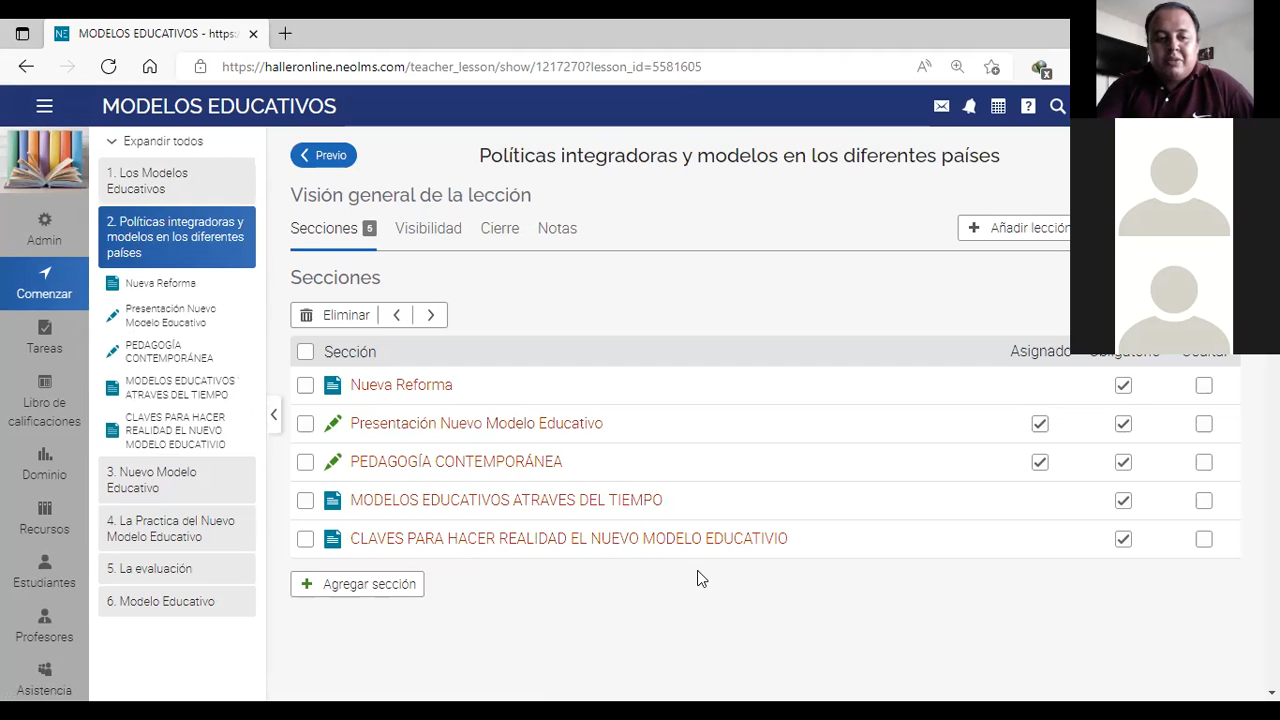 MODELOS EDUCATIVOS - https:
https://halleronline.neolms.com/teacher_lesson/show/1217270?lesson_id=5581605
MODELOS EDUCATIVOS
Admin
Comenzar
Tareas
Libro de
calificaciones
Dominio
Recursos
Estudiantes
Profesores
Asistencia
Expandir todos
1. Los Modelos
Educativos
2. Políticas integradoras y
modelos en los diferentes
países
Nueva Reforma
Presentación Nuevo
Modelo Educativo
PEDAGOGÍA
CONTEMPORÁNEA
MODELOS EDUCATIVOS
ATRAVES DEL TIEMPO
CLAVES PARA HACER
REALIDAD EL NUEVO
MODELO EDUCATIVIO
3. Nuevo Modelo
Educativo
4. La Practica del Nuevo
Modelo Educativo
5. La evaluación
6. Modelo Educativo
Previo
Políticas integradoras y modelos en los diferentes países
Visión general de la lección
Secciones 5 Visibilidad Cierre Notas
Añadir lección
Secciones
Eliminar
Sección Asignado
Nueva Reforma
Presentación Nuevo Modelo Educativo
PEDAGOGÍA CONTEMPORÁNEA
MODELOS EDUCATIVOS ATRAVES DEL TIEMPO
CLAVES PARA HACER REALIDAD EL NUEVO MODELO EDUCATIVIO
Agregar sección